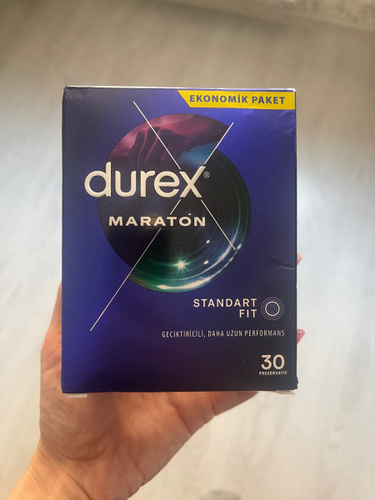 EKONOMİK PAKET
durex®
MARATON
STANDART
FIT
GECİKTİRİCİLİ, DAHA UZUN PERFORMANS
30
PREZERVATİF